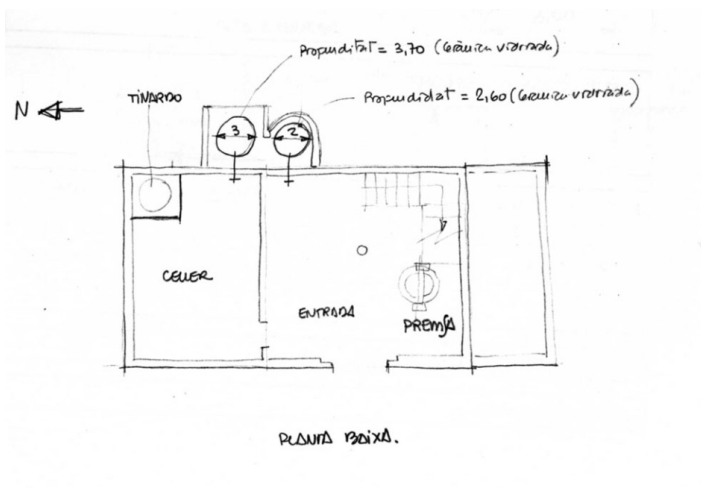 Profunditat = 3,70 (Ceràmica vidriada)
N
TINARDO
Profunditat = 2,60 (Ceràmica vidriada)
3
2
CELLER
ENTRADA
PREMSA
PLANTA BAIXA.